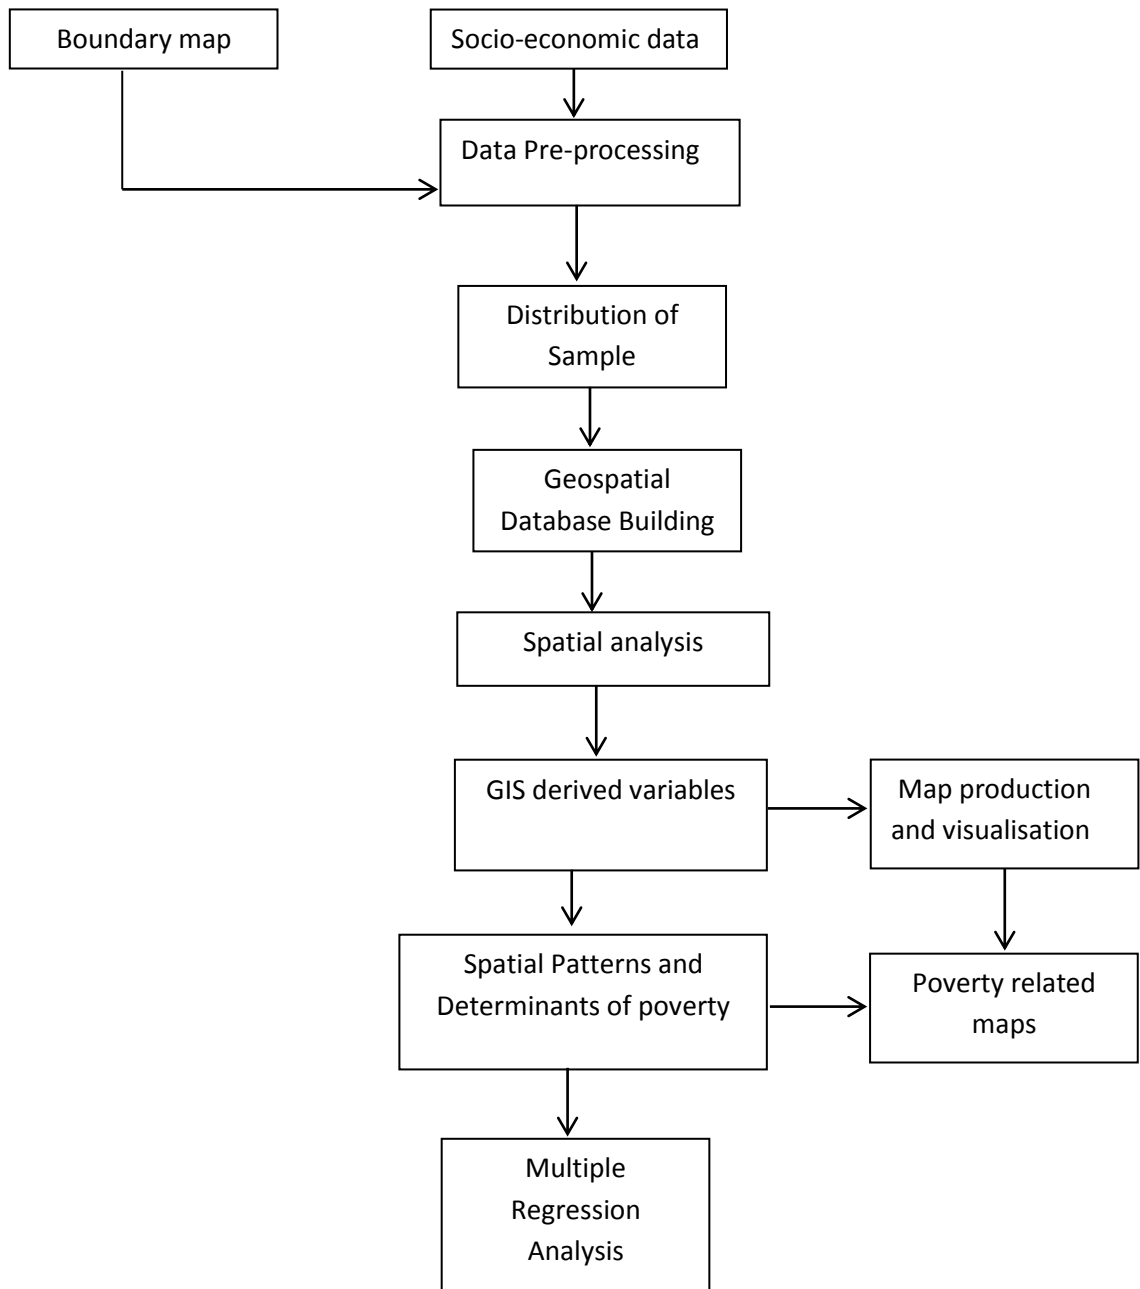 Boundary map
Socio-economic data
Data Pre-processing
Distribution of
Sample
Geospatial
Database Building
Spatial analysis
GIS derived variables
Map production
and visualisation
Spatial Patterns and
Determinants of poverty
Poverty related
maps
Multiple
Regression
Analysis